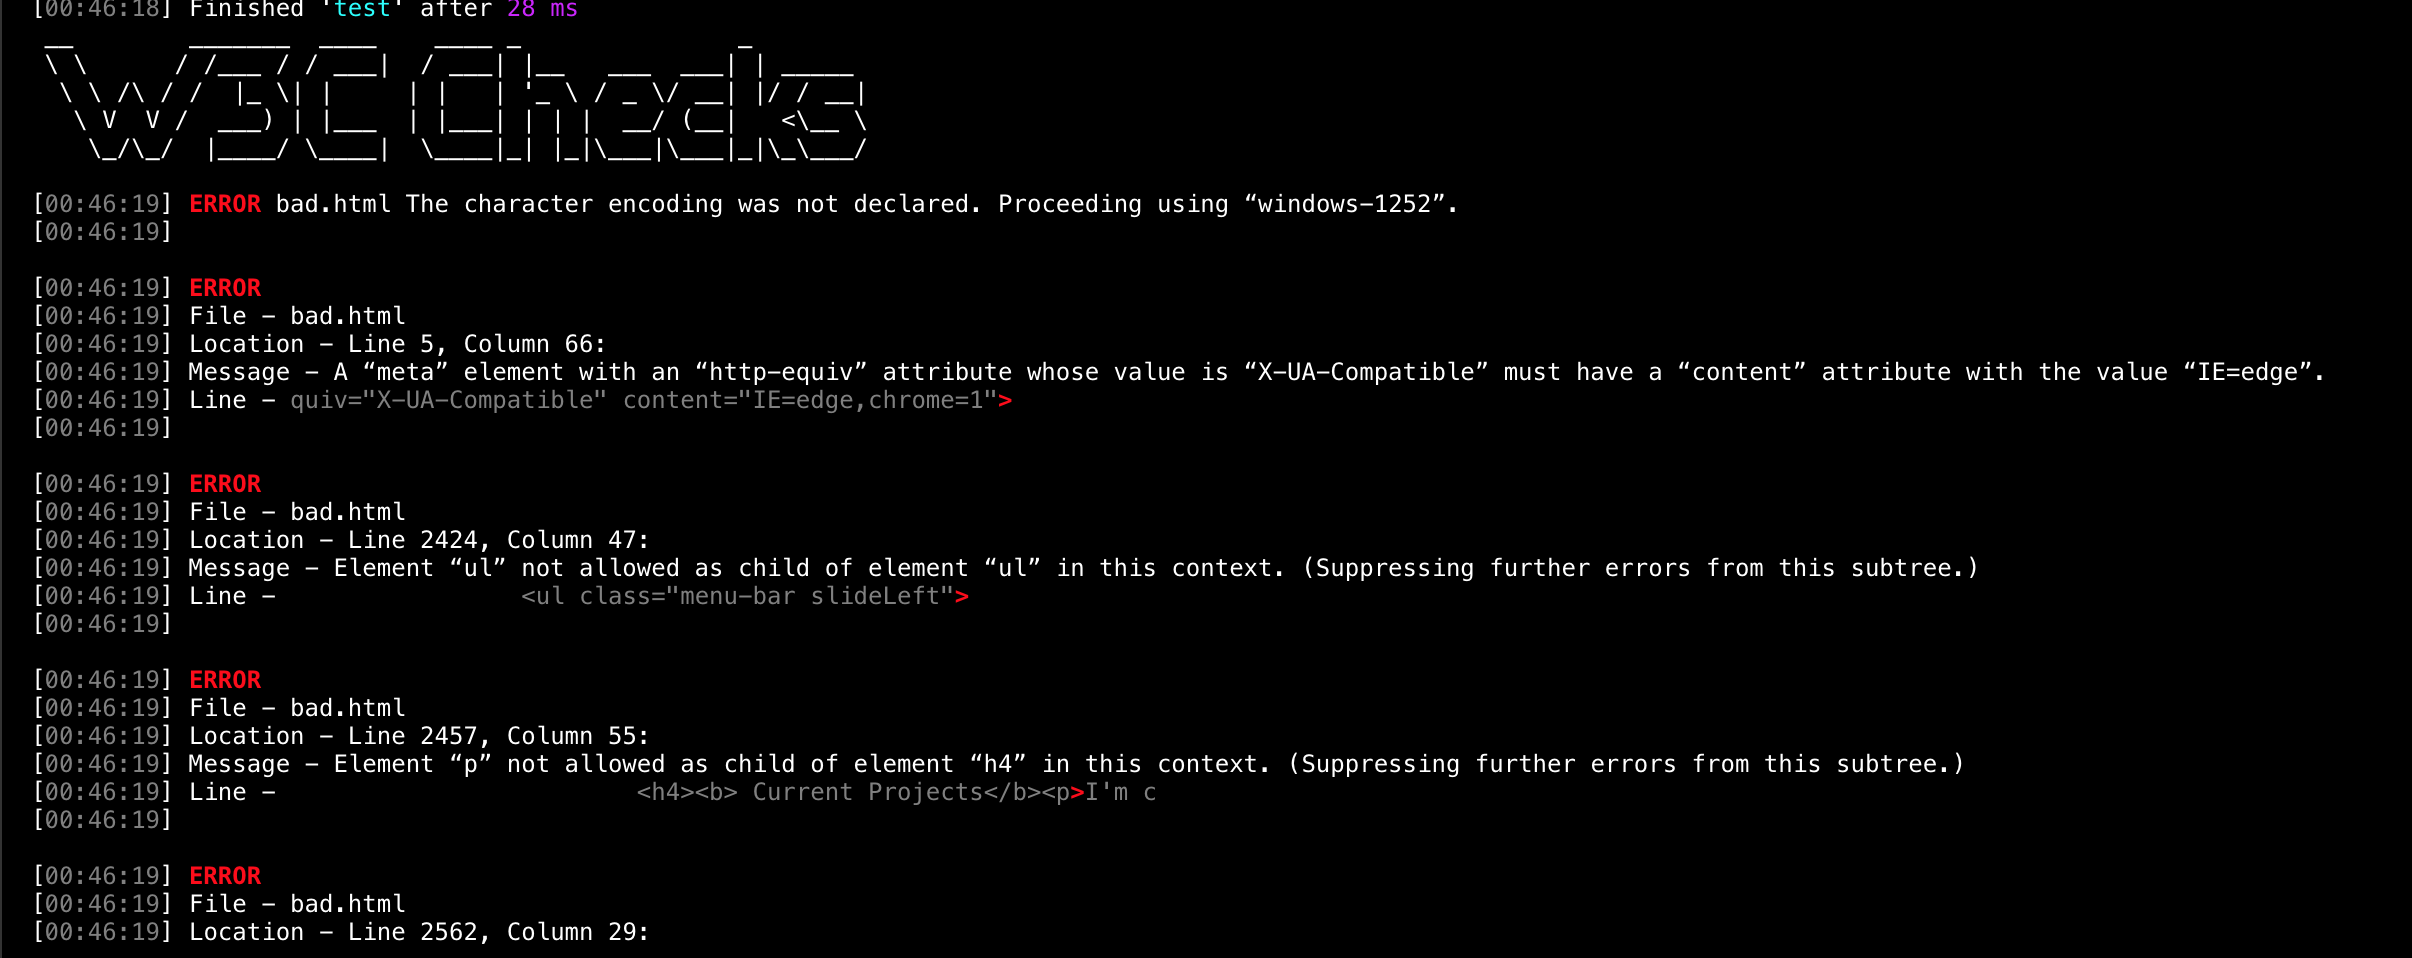 [00:46:18] Finished 'test' after 28 ms
W3C Checks
[00:46:19] ERROR bad.html The character encoding was not declared. Proceeding using “windows-1252”.
[00:46:19]
[00:46:19] ERROR
[00:46:19] File - bad.html
[00:46:19] Location - Line 5, Column 66:
[00:46:19] Message - A “meta” element with an “http-equiv” attribute whose value is “X-UA-Compatible” must have a “content” attribute with the value “IE=edge”.
[00:46:19] Line - quiv="X-UA-Compatible" content="IE=edge,chrome=1">
[00:46:19]
[00:46:19] ERROR
[00:46:19] File - bad.html
[00:46:19] Location - Line 2424, Column 47:
[00:46:19] Message - Element “ul” not allowed as child of element “ul” in this context. (Suppressing further errors from this subtree.)
[00:46:19] Line - <ul class="menu-bar slideLeft">
[00:46:19]
[00:46:19] ERROR
[00:46:19] File - bad.html
[00:46:19] Location - Line 2457, Column 55:
[00:46:19] Message - Element “p” not allowed as child of element “h4” in this context. (Suppressing further errors from this subtree.)
[00:46:19] Line - <h4><b> Current Projects</b><p>I'm c
[00:46:19]
[00:46:19] ERROR
[00:46:19] File - bad.html
[00:46:19] Location - Line 2562, Column 29: